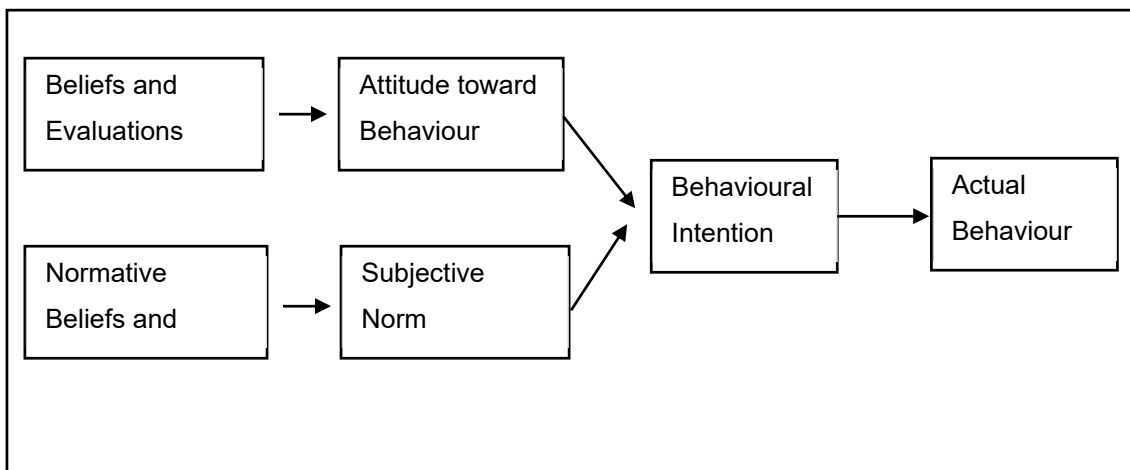 Beliefs and
Evaluations
Attitude toward
Behaviour
Normative
Beliefs and
Subjective
Norm
Behavioural
Intention
Actual
Behaviour